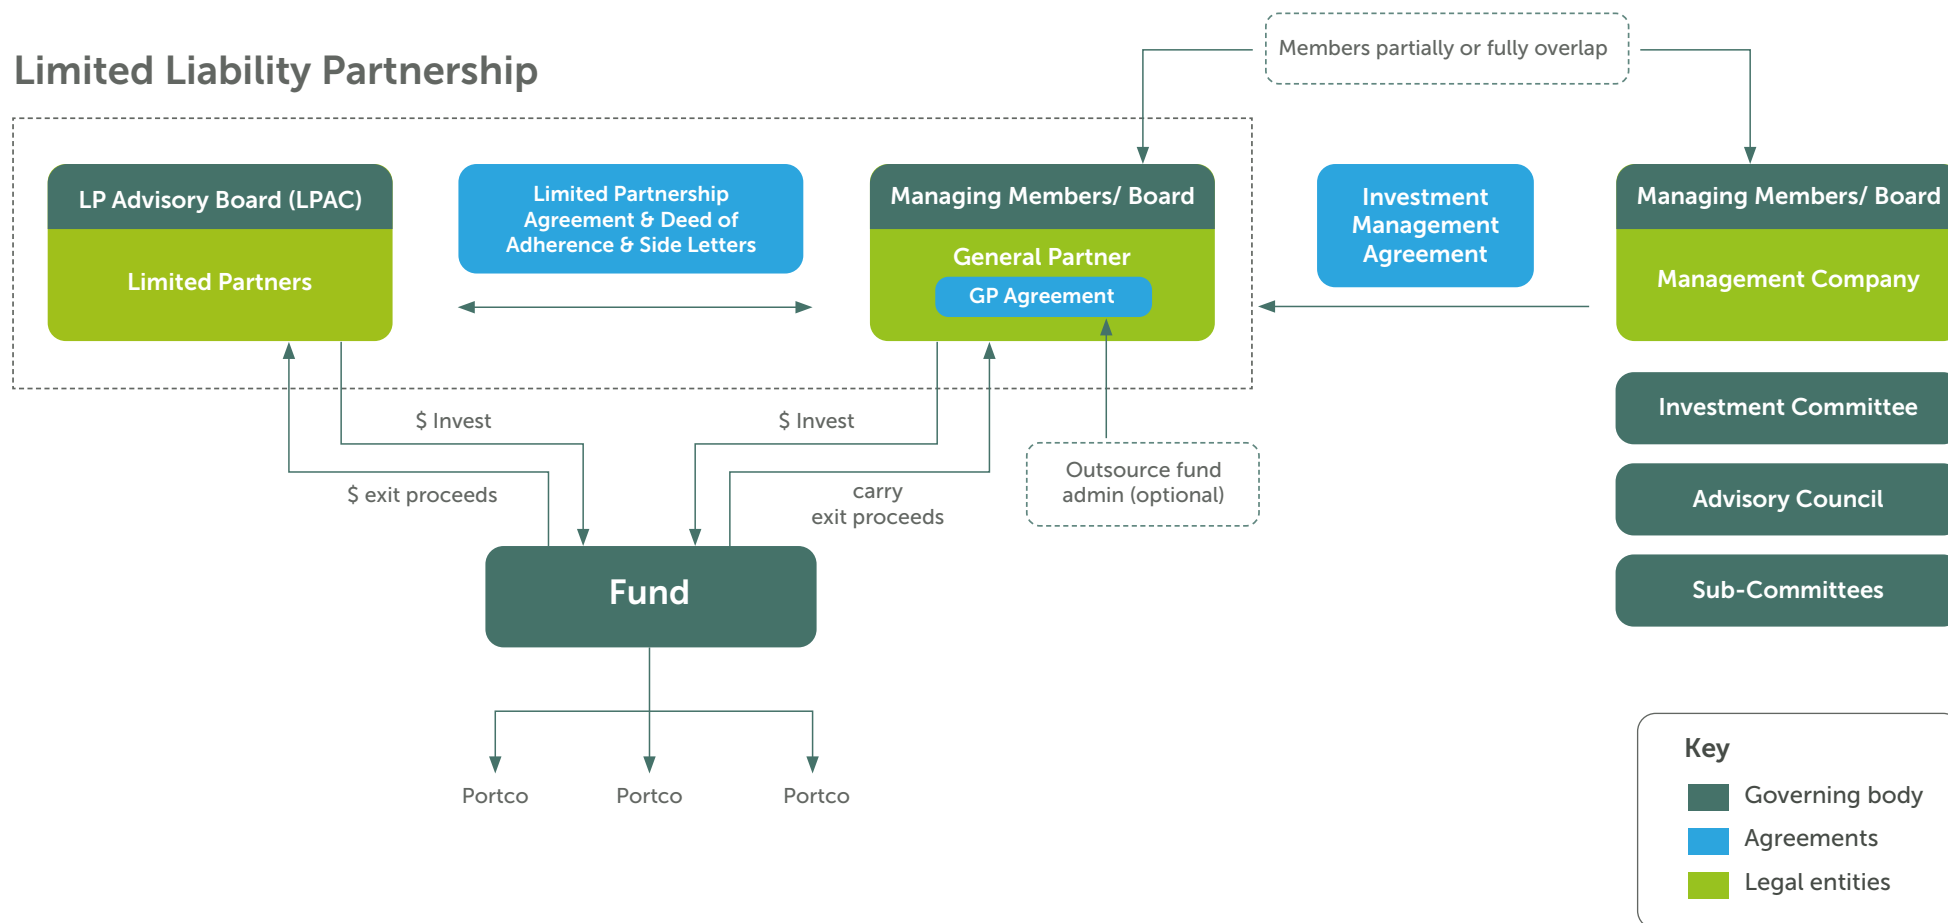 Members partially or fully overlap
Limited Liability Partnership
LP Advisory Board (LPAC)
Limited Partners
Limited Partnership
Agreement & Deed of
Adherence & Side Letters
Managing Members/ Board
General Partner
GP Agreement
Investment
Management
Agreement
Managing Members/ Board
Management Company
Investment Committee
Advisory Council
Sub-Committees
$ Invest
$ exit proceeds
$ Invest
carry
exit proceeds
Outsource fund
admin (optional)
Fund
Portco
Portco
Portco
Key
Governing body
Agreements
Legal entities